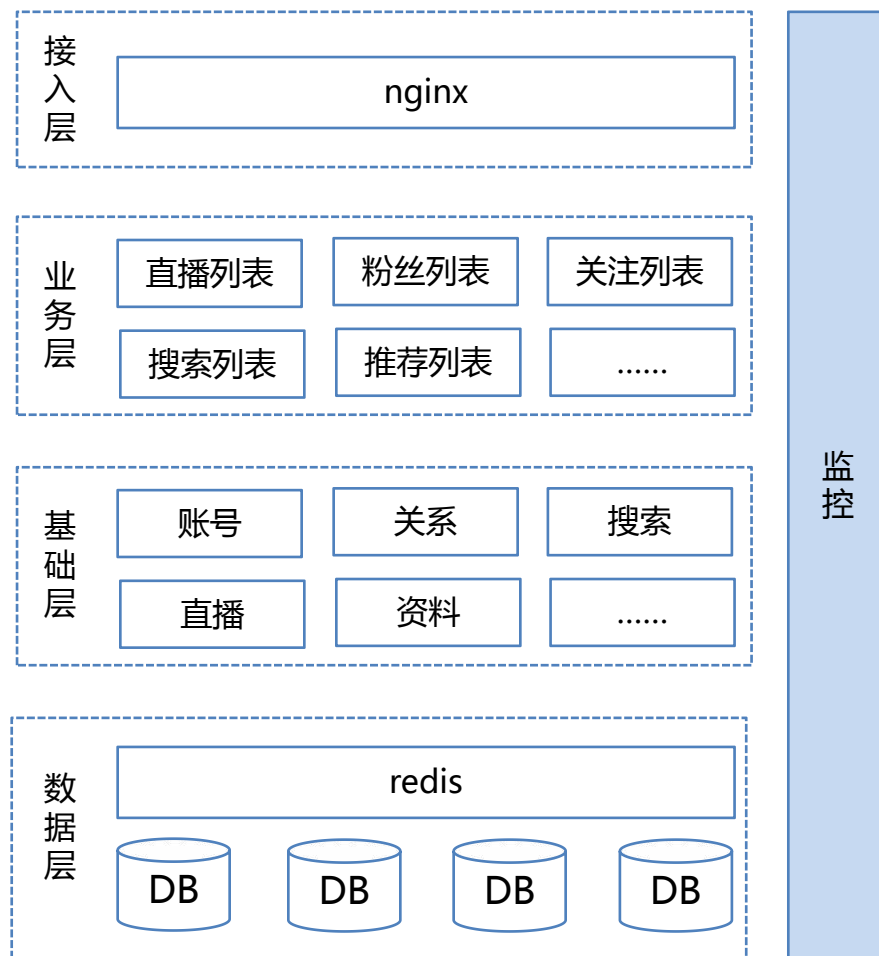 接入层
nginx
业务层
直播列表
粉丝列表
关注列表
搜索列表
推荐列表
......
基础层
账号
关系
搜索
直播
资料
......
数据层
redis
DB
DB
DB
DB
监控